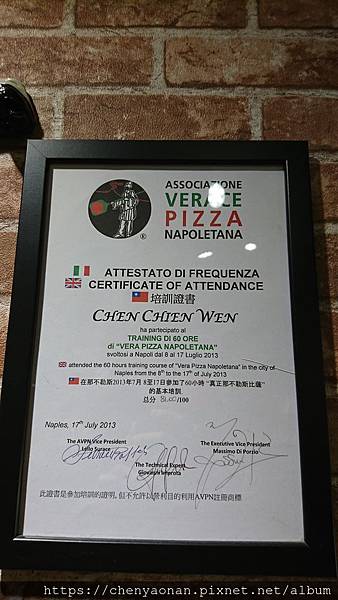 ASSOCIAZIONE
VERACE
PIZZA
NAPOLETANA
®
ATTESTATO DI FREQUENZA
CERTIFICATE OF ATTENDANCE
培訓證書
CHEN CHIEN WEN
ha partecipato al
TRAINING DI 60 ORE
di “VERA PIZZA NAPOLETANA”
svoltosi a Napoli dal 8 al 17 Luglio 2013
attended the 60 hours training course of "Vera Pizza Napoletana" in the city of
Naples from the 8th to the 17th of July 2013
在那不勒斯2013年7月 8至17日參加了60小時 “真正那不勒斯比薩”
的基本培訓.
总分 /100
Naples, 17th July 2013
The AVPN Vice President
Lello Surace
The Executive Vice President
Massimo Di Porzio
The Technical Expert
Giovanni Improta
此證書是參加培訓的證明, 但不允許以營利目的利用AVPN註冊商標
https://chenyaonan.pixnet.net/album